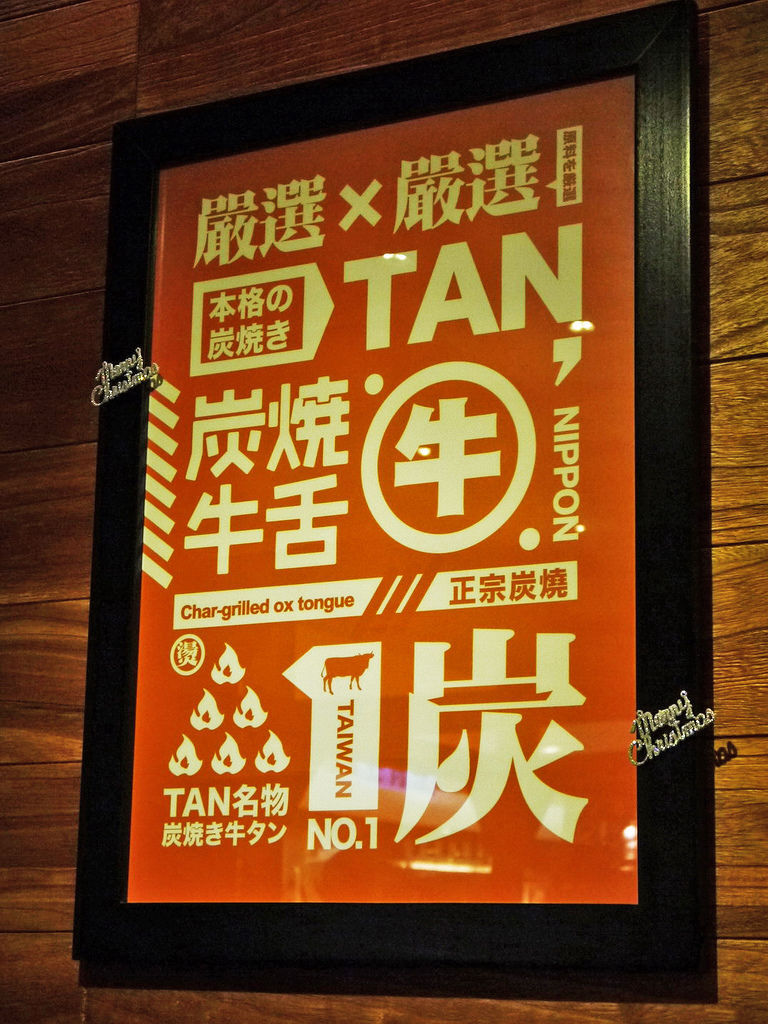 嚴選×嚴選
本格の
炭焼き
TAN,
炭焼
牛舌
牛
NIPPON
Char-grilled ox tongue
正宗炭燒
燙
TAN名物
炭焼き牛タン
1
TAIWAN
NO.1
炭
Merry
Christmas
Merry
Christmas